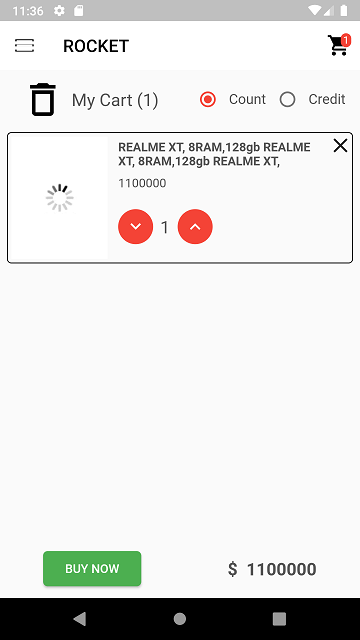 11:36
ROCKET
1
My Cart (1)
Count
Credit
REALME XT, 8RAM,128gb REALME
XT, 8RAM,128gb REALME XT,
1100000
1
BUY NOW
$ 1100000